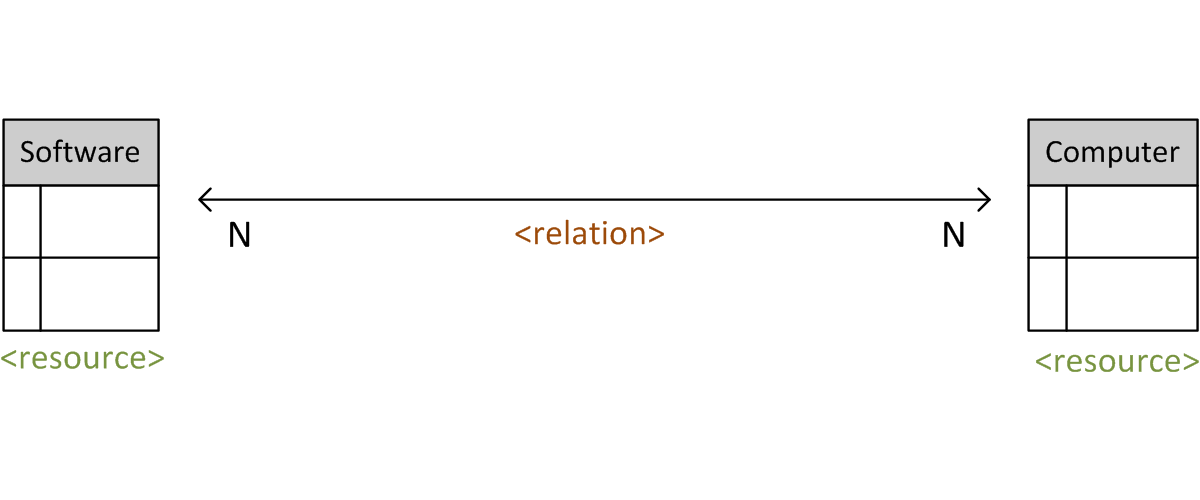 Software
Computer
N
<relation>
N
<resource>
<resource>